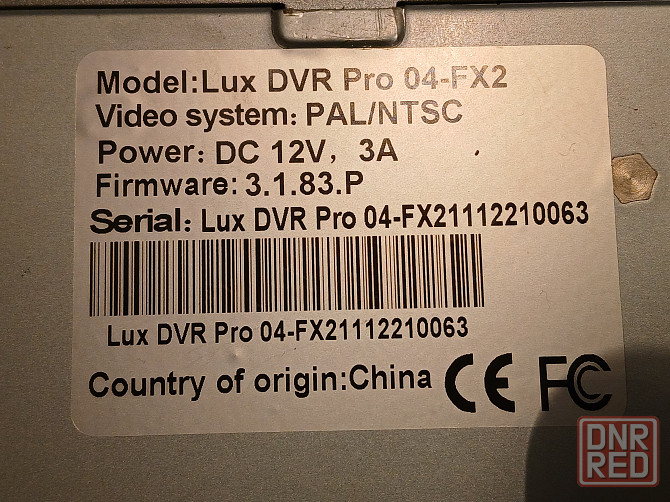 Model:Lux DVR Pro 04-FX2
Video system: PAL/NTSC
Power: DC 12V, 3A
Firmware: 3.1.83.P
Serial: Lux DVR Pro 04-FX21112210063
Lux DVR Pro 04-FX21112210063
Country of origin:China CE FC
DNR
RED